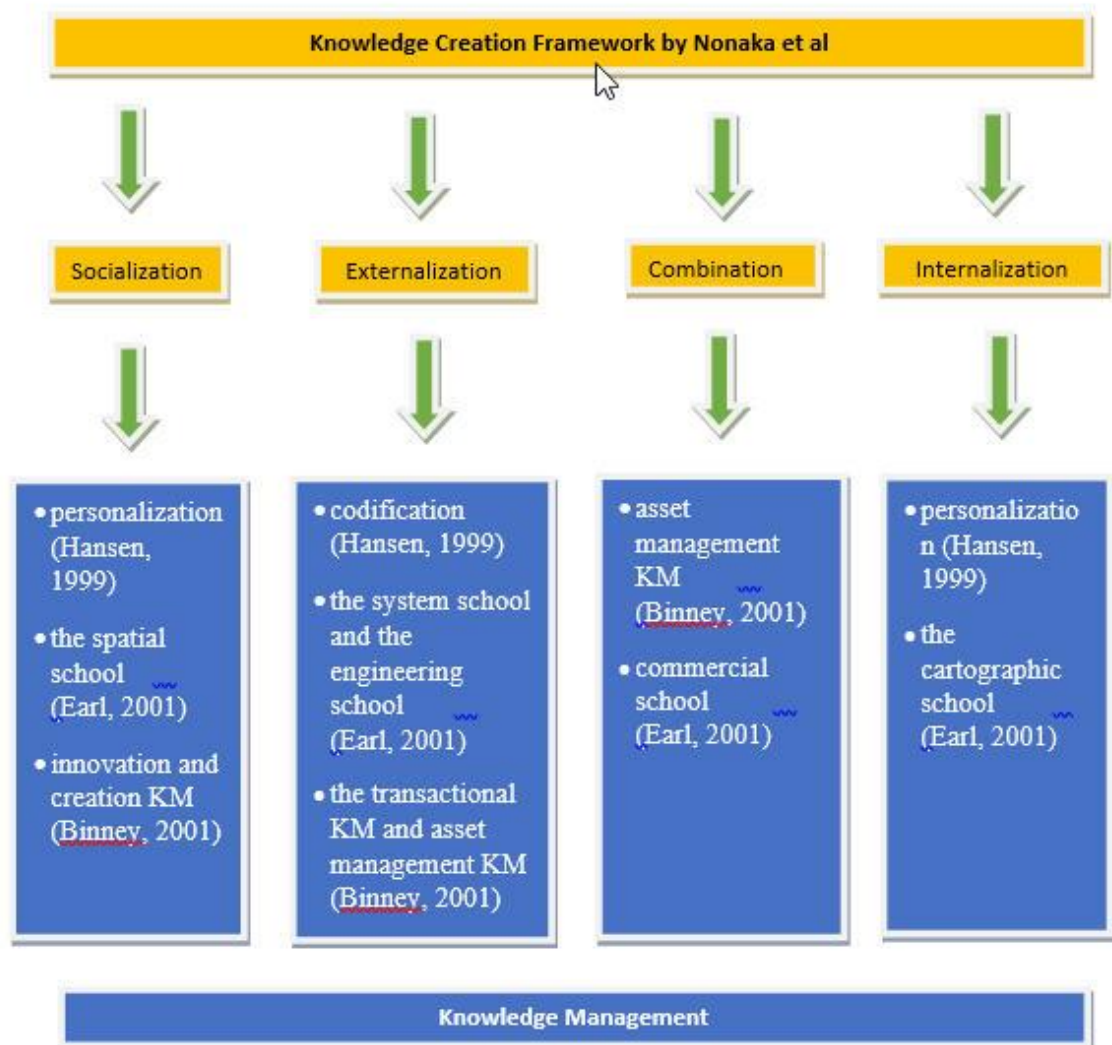 Knowledge Creation Framework by Nonaka et al
Socialization
Externalization
Combination
Internalization
• personalization
(Hansen,
1999)
• the spatial
school
(Earl, 2001)
• innovation and
creation KM
(Binney, 2001)
• codification
(Hansen, 1999)
• the system school
and the
engineering
school
(Earl, 2001)
• the transactional
KM and asset
management KM
(Binney, 2001)
• asset
management
KM
(Binney, 2001)
• commercial
school
(Earl, 2001)
• personalizatio
n (Hansen,
1999)
• the
cartographic
school
(Earl, 2001)
Knowledge Management